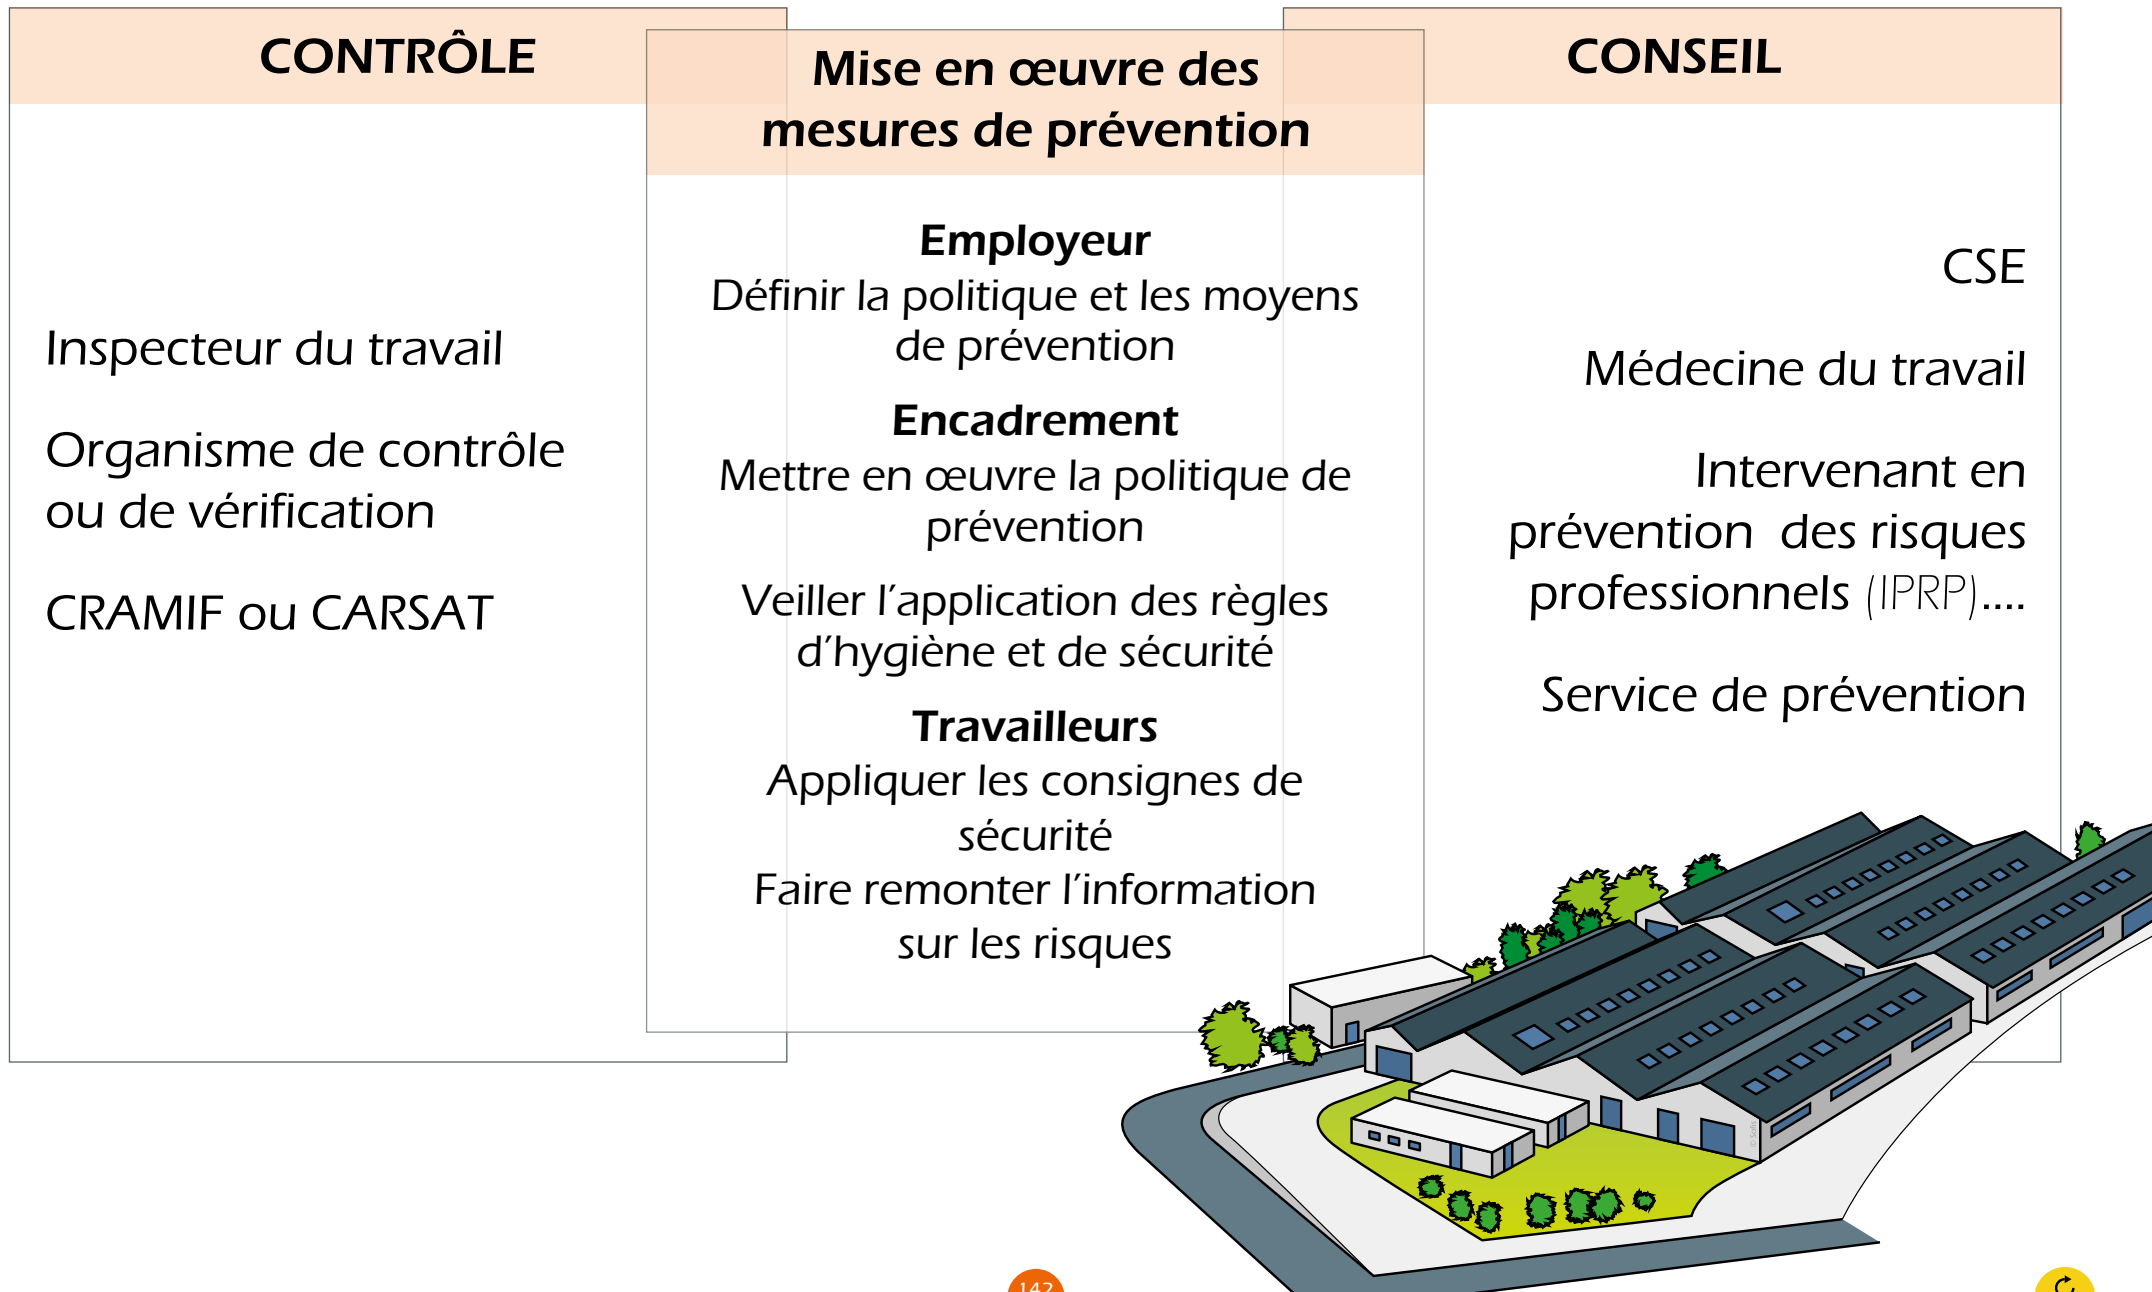 CONTRÔLE
Inspecteur du travail
Organisme de contrôle
ou de vérification
CRAMIF ou CARSAT
Mise en œuvre des
mesures de prévention
Employeur
Définir la politique et les moyens
de prévention
Encadrement
Mettre en œuvre la politique de
prévention
Veiller l’application des règles
d’hygiène et de sécurité
Travailleurs
Appliquer les consignes de
sécurité
Faire remonter l’information
sur les risques
CONSEIL
CSE
Médecine du travail
Intervenant en
prévention  des risques
professionnels (IPRP)....
Service de prévention
© Sofis
142